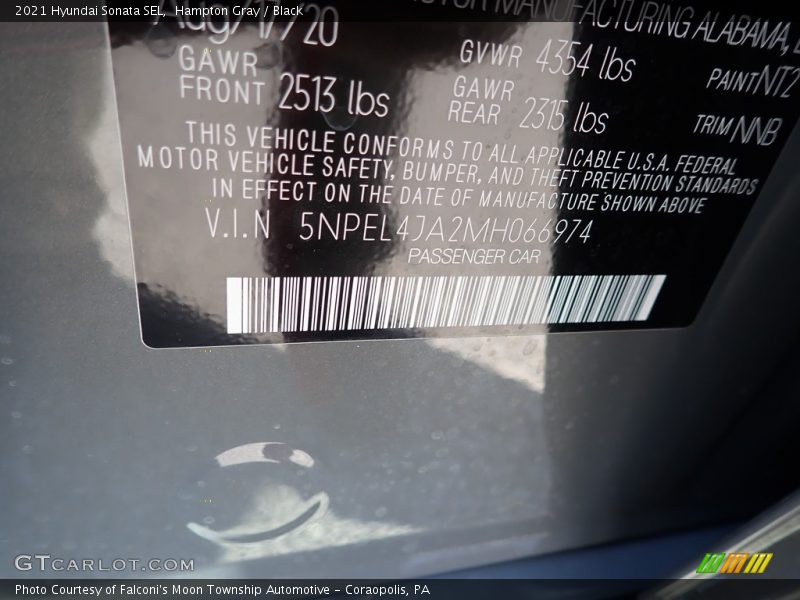 2021 Hyundai Sonata SEL, Hampton Gray / Black
MANUFACTURING ALABAMA,
GAWR
FRONT 2513 lbs
GVWR 4354 lbs
GAWR
REAR 2315 lbs
PAINT NT2
TRIM NNB
THIS VEHICLE CONFORMS TO ALL APPLICABLE U.S.A. FEDERAL
MOTOR VEHICLE SAFETY, BUMPER, AND THEFT PREVENTION STANDARDS
IN EFFECT ON THE DATE OF MANUFACTURE SHOWN ABOVE
V.I.N 5NPEL4JA2MH066974
PASSENGER CAR
GTCARLOT.COM
Photo Courtesy of Falconi's Moon Township Automotive – Coraopolis, PA